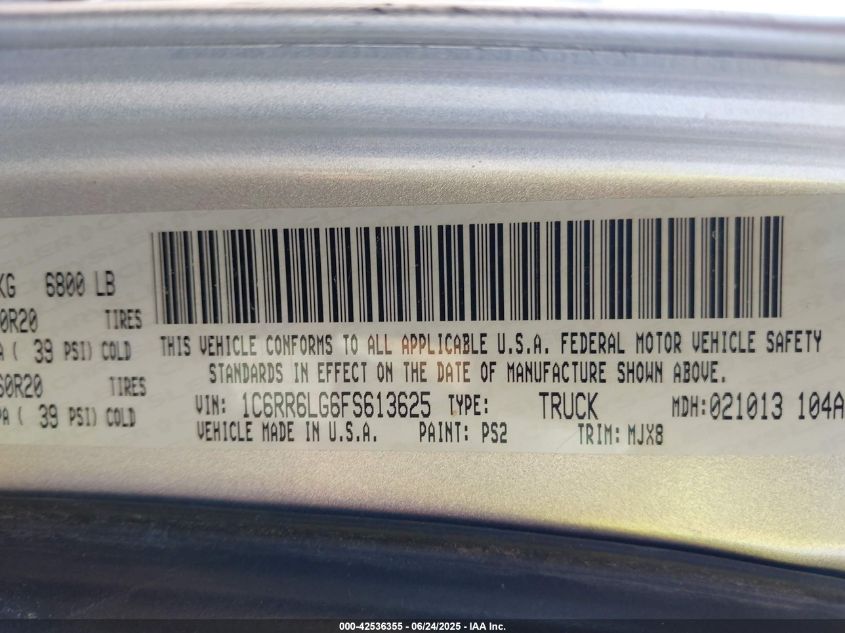 KG 6800 LB
0R20 TIRES
A ( 39 PSI) COLD
60R20 TIRES
PA ( 39 PSI) COLD
THIS VEHICLE CONFORMS TO ALL APPLICABLE U.S.A. FEDERAL MOTOR VEHICLE SAFETY
STANDARDS IN EFFECT ON THE DATE OF MANUFACTURE SHOWN ABOVE.
VIN: 1C6RR6LG6FS613625 TYPE: TRUCK MDH:021013 104A
VEHICLE MADE IN U.S.A. PAINT: PS2 TRIM: MJX8
000-42536355 - 06/24/2025 - IAA Inc.